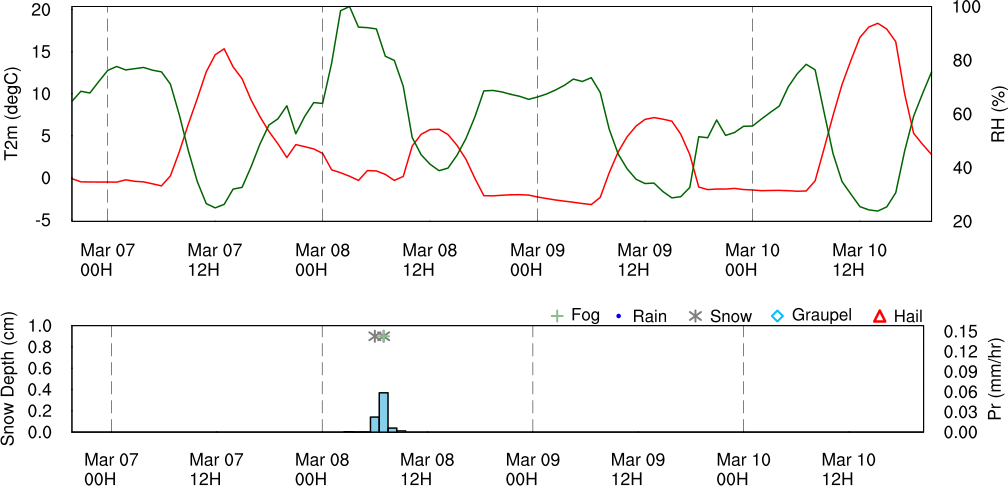 20
15
10
5
0
-5
T2m (degC)
100
80
60
40
20
RH (%)
Mar 07 Mar 07 Mar 08 Mar 08 Mar 09 Mar 09 Mar 10 Mar 10
00H 12H 00H 12H 00H 12H 00H 12H
Fog Rain Snow Graupel Hail
1.0
0.8
0.6
0.4
0.2
0.0
Snow Depth (cm)
0.15
0.12
0.09
0.06
0.03
0.00
Pr (mm/hr)
Mar 07 Mar 07 Mar 08 Mar 08 Mar 09 Mar 09 Mar 10 Mar 10
00H 12H 00H 12H 00H 12H 00H 12H